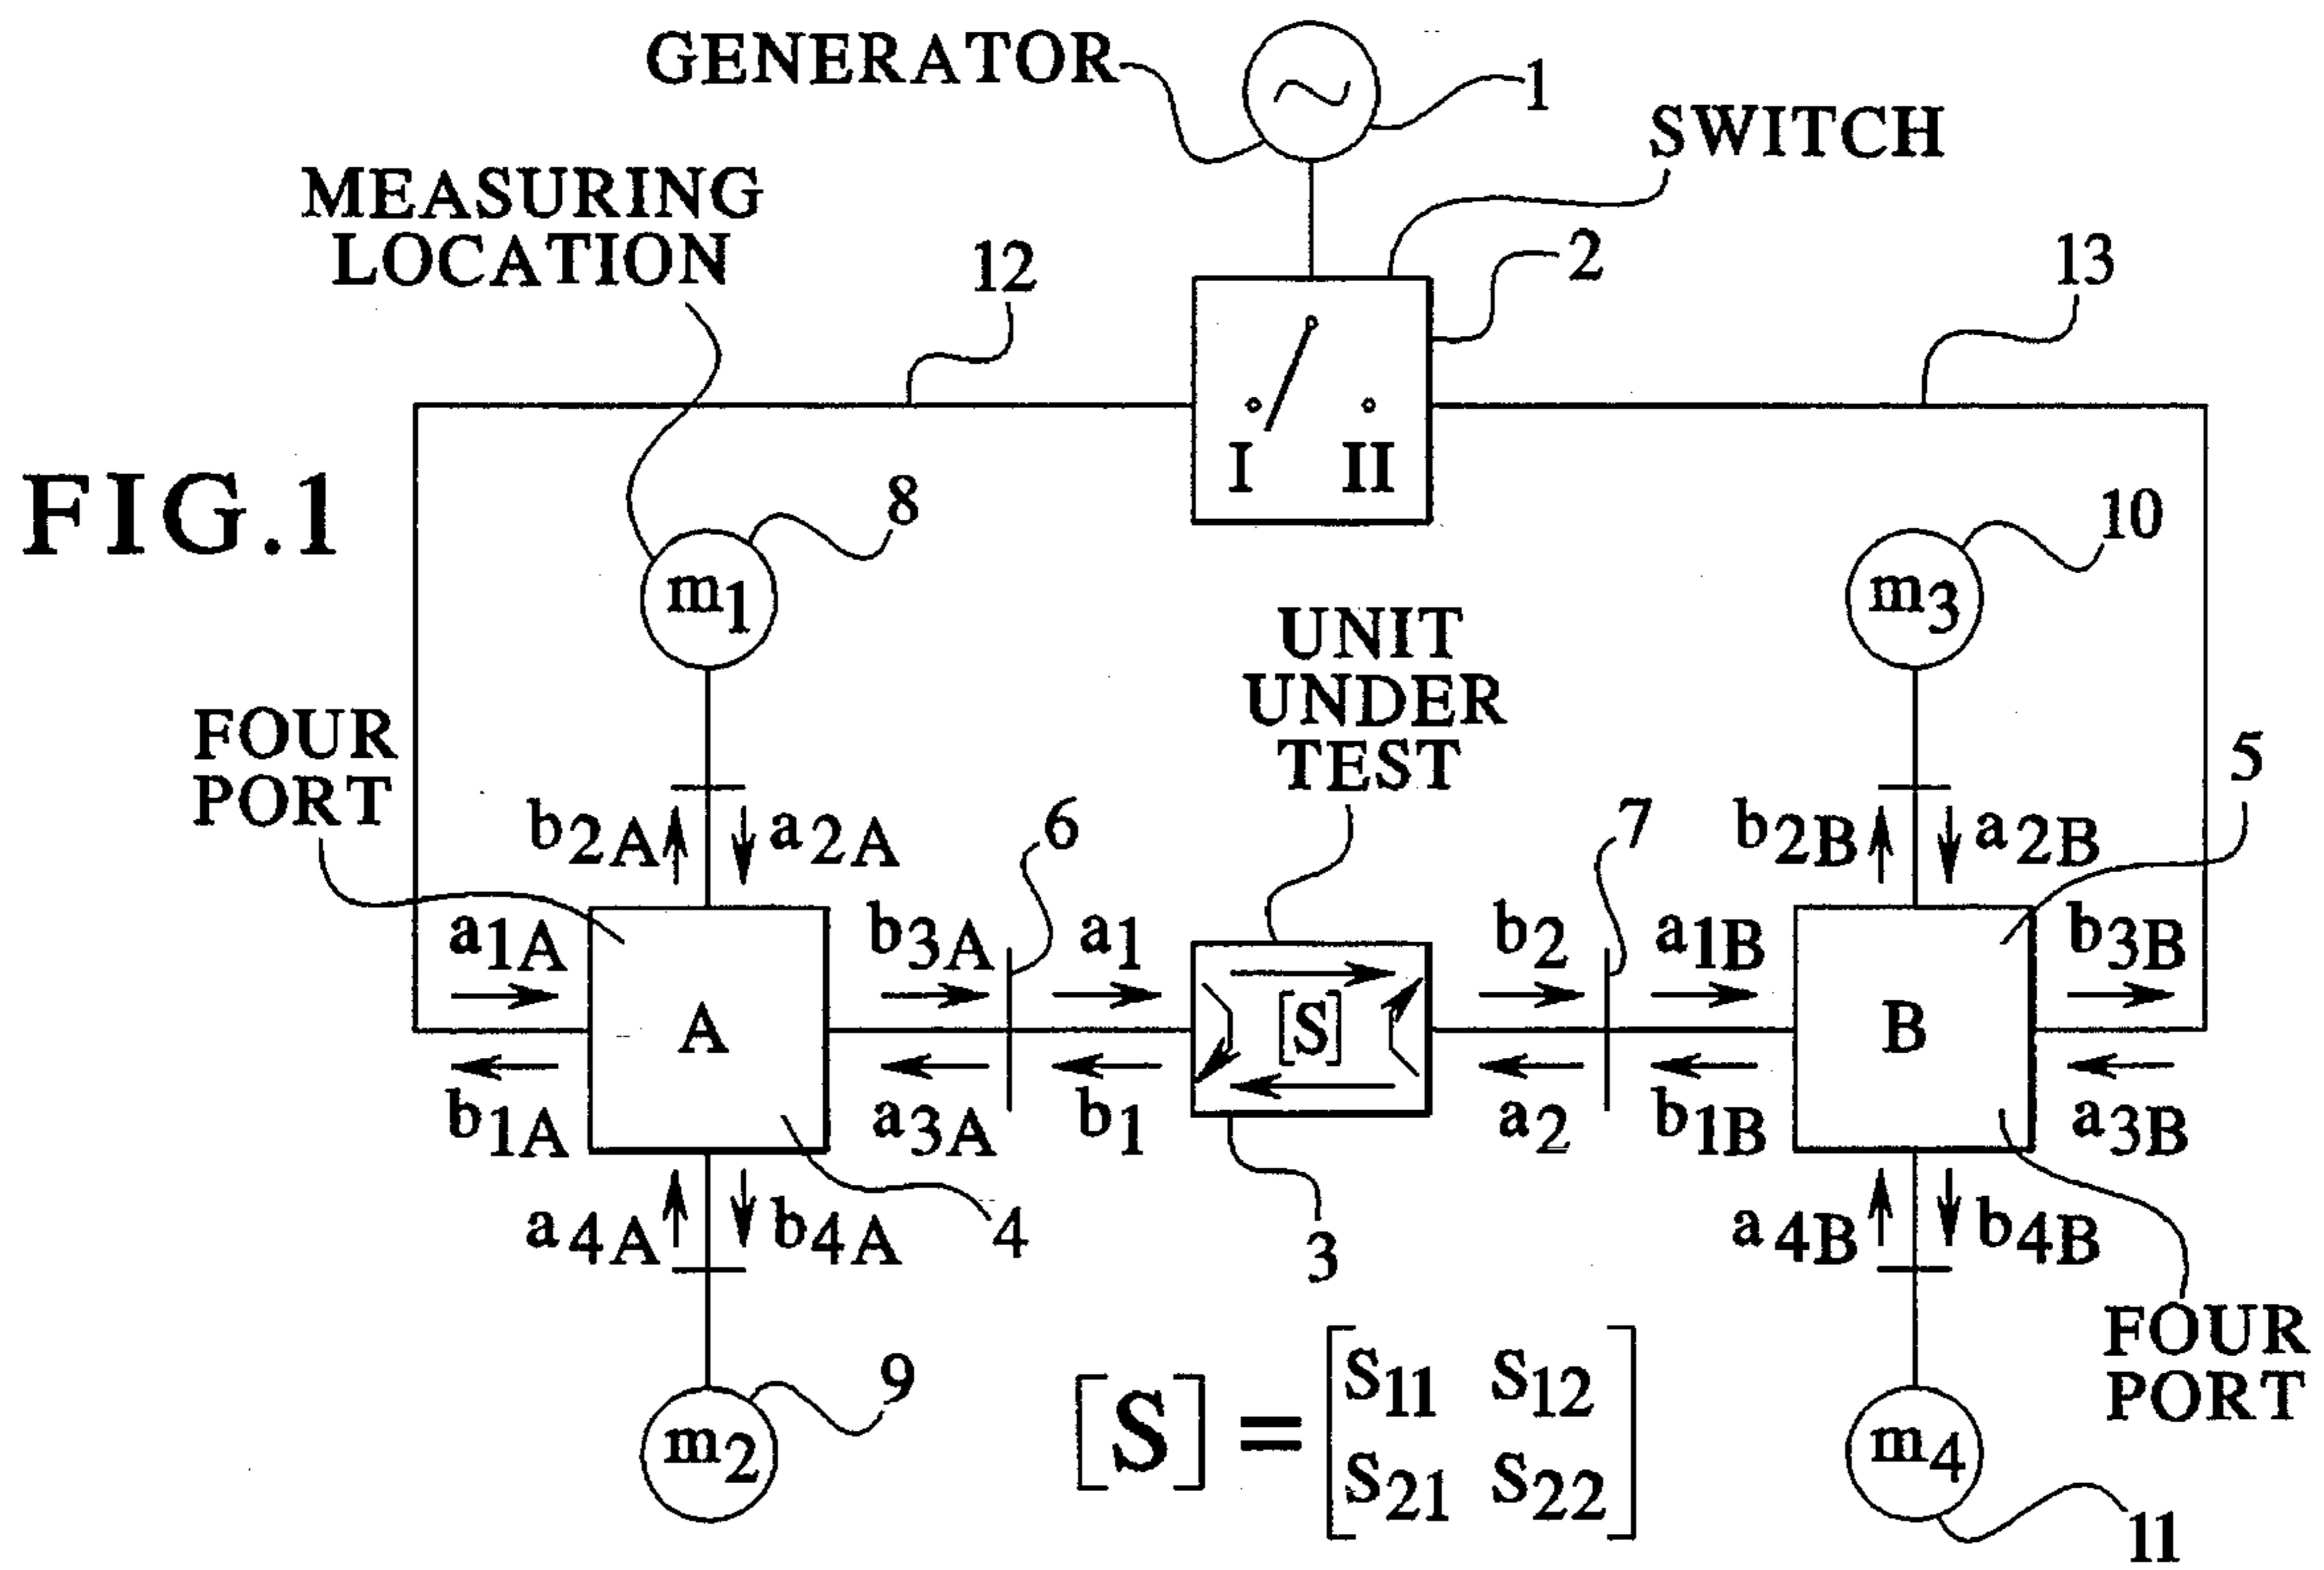 GENERATOR
1
SWITCH
MEASURING
LOCATION
12
2
13
I II
FIG.1
8
10
m1
m3
UNIT
UNDER
TEST
FOUR
PORT
5
b2A a2A
6
7
b2B a2B
a1A
b3A
a1
b2
a1B
b3B
A
[S]
B
b1A
a3A
b1
a2
b1B
a3B
a4A b4A
4
3
a4B b4B
FOUR
PORT
9
m2
[S] = [S11 S12
S21 S22]
m4
11